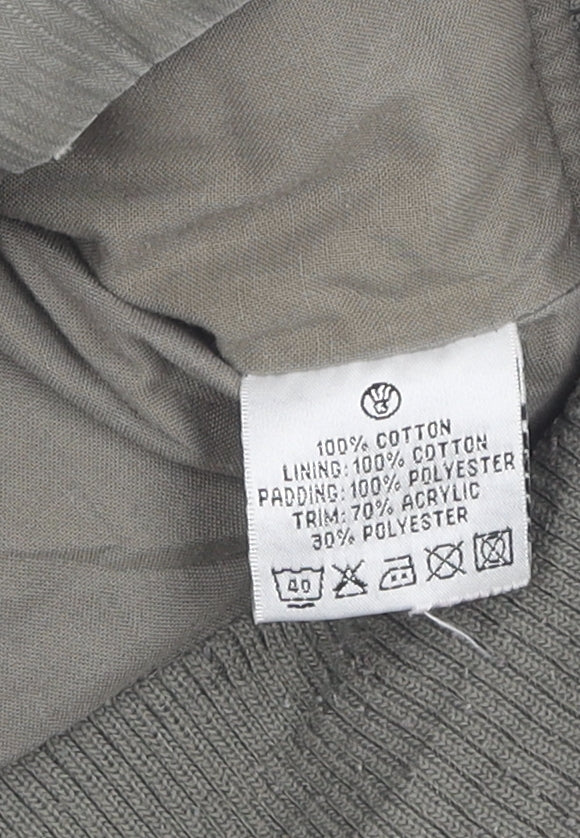 100% COTTON
LINING: 100% COTTON
PADDING: 100% POLYESTER
TRIM: 70% ACRYLIC
30% POLYESTER
40